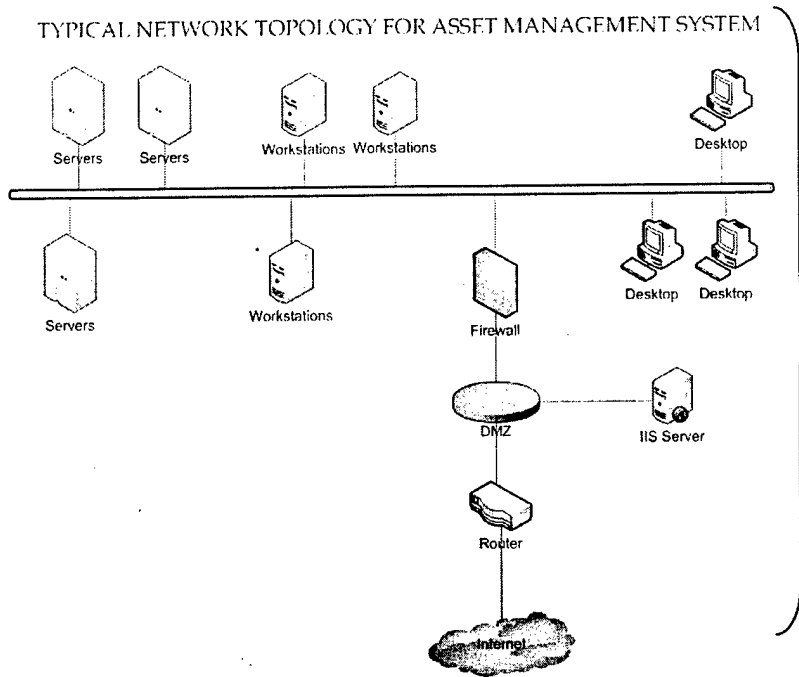 TYPICAL NETWORK TOPOLOGY FOR ASSET MANAGEMENT SYSTEM
Servers
Servers
Workstations
Workstations
Desktop
Servers
Workstations
Firewall
Desktop
Desktop
DMZ
IIS Server
Router
Internet